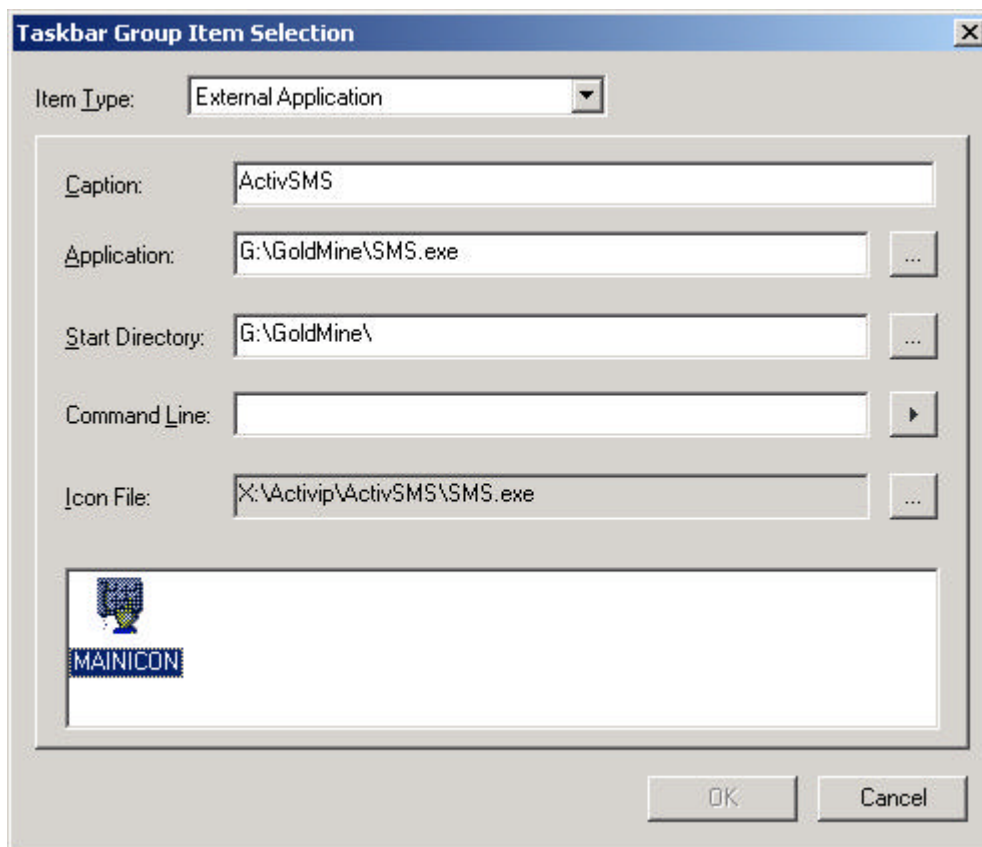 Taskbar Group Item Selection
Item Type: External Application
Caption: ActivSMS
Application: G:\GoldMine\SMS.exe ...
Start Directory: G:\GoldMine\ ...
Command Line:
Icon File: X:\Activip\ActivSMS\SMS.exe ...
MAINICON
OK Cancel